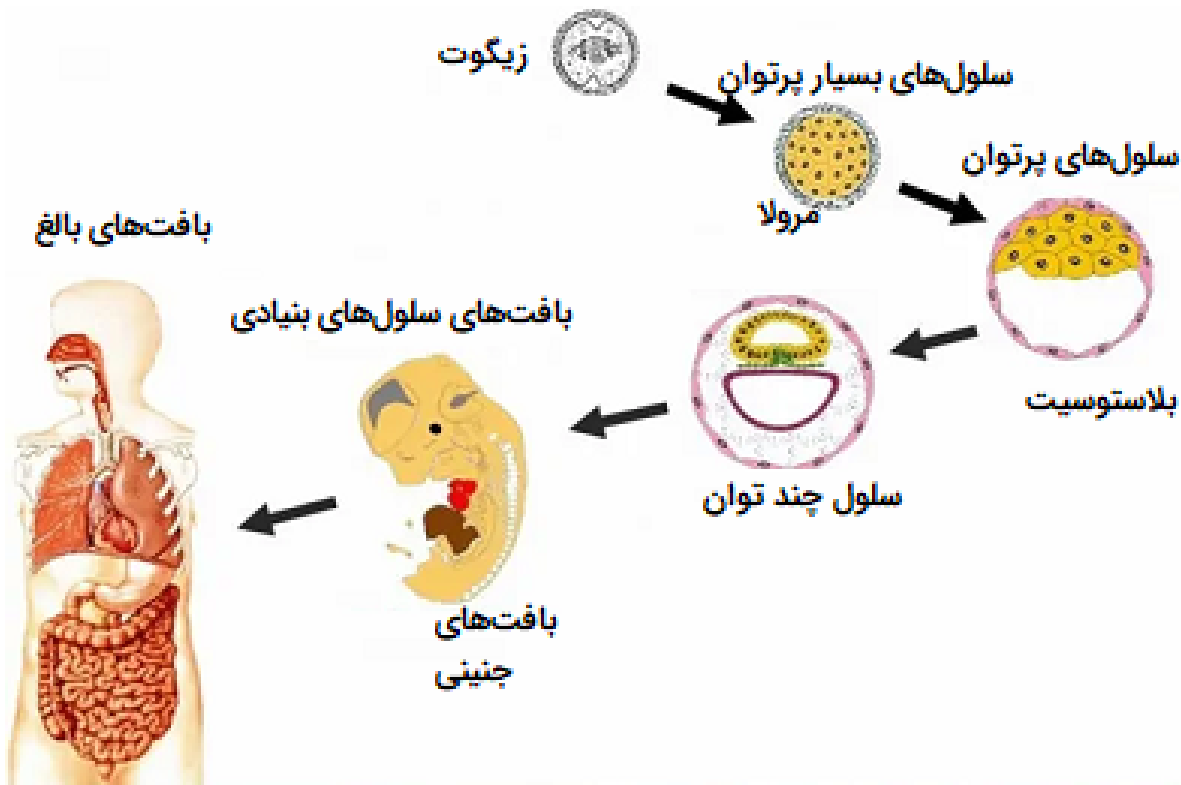 زیگوت
سلول‌های بسیار پرتوان
مرولا
سلول‌های پرتوان
بلاستوسیت
سلول چند توان
بافت‌های سلول‌های بنیادی
بافت‌های
جنینی
بافت‌های بالغ